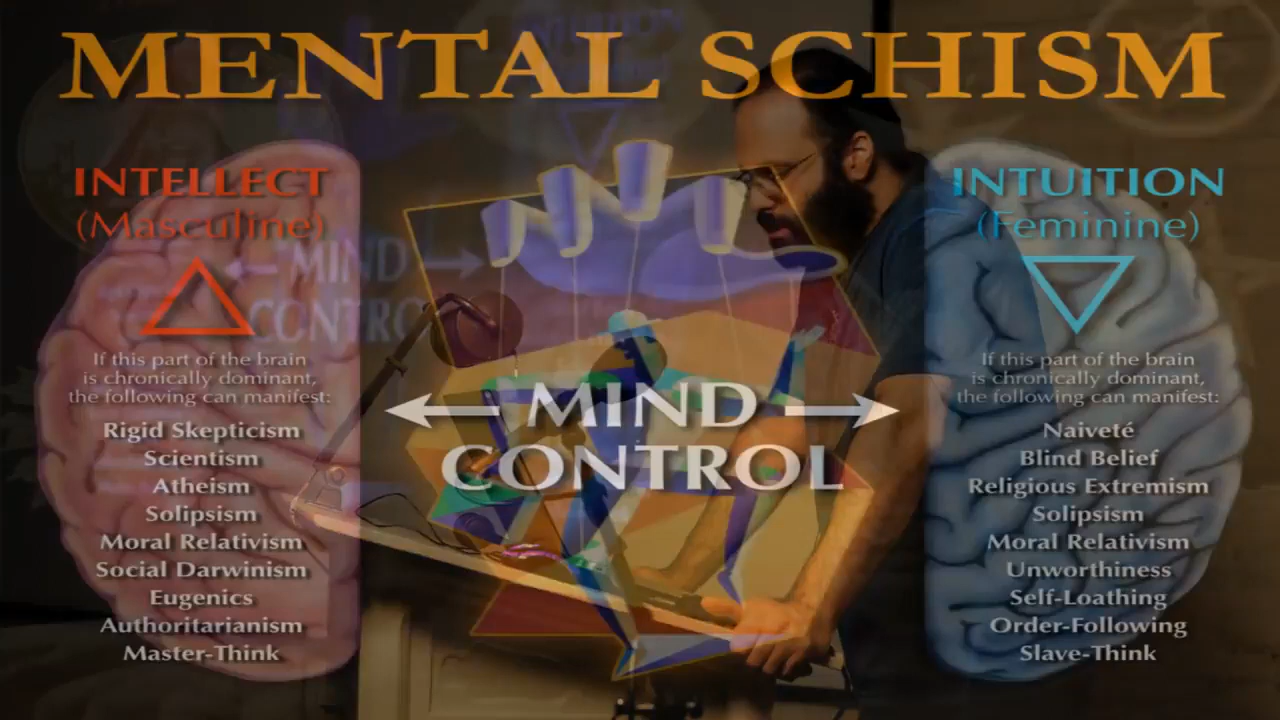 MENTAL SCHISM
INTELLECT
(Masculine)
If this part of the brain
is chronically dominant,
the following can manifest:
Rigid Skepticism
Scientism
Atheism
Solipsism
Moral Relativism
Social Darwinism
Eugenics
Authoritarianism
Master-Think
MIND
CONTROL
INTUITION
(Feminine)
If this part of the brain
is chronically dominant,
the following can manifest:
Naiveté
Blind Belief
Religious Extremism
Solipsism
Moral Relativism
Unworthiness
Self-Loathing
Order-Following
Slave-Think
MIND
CONTRO